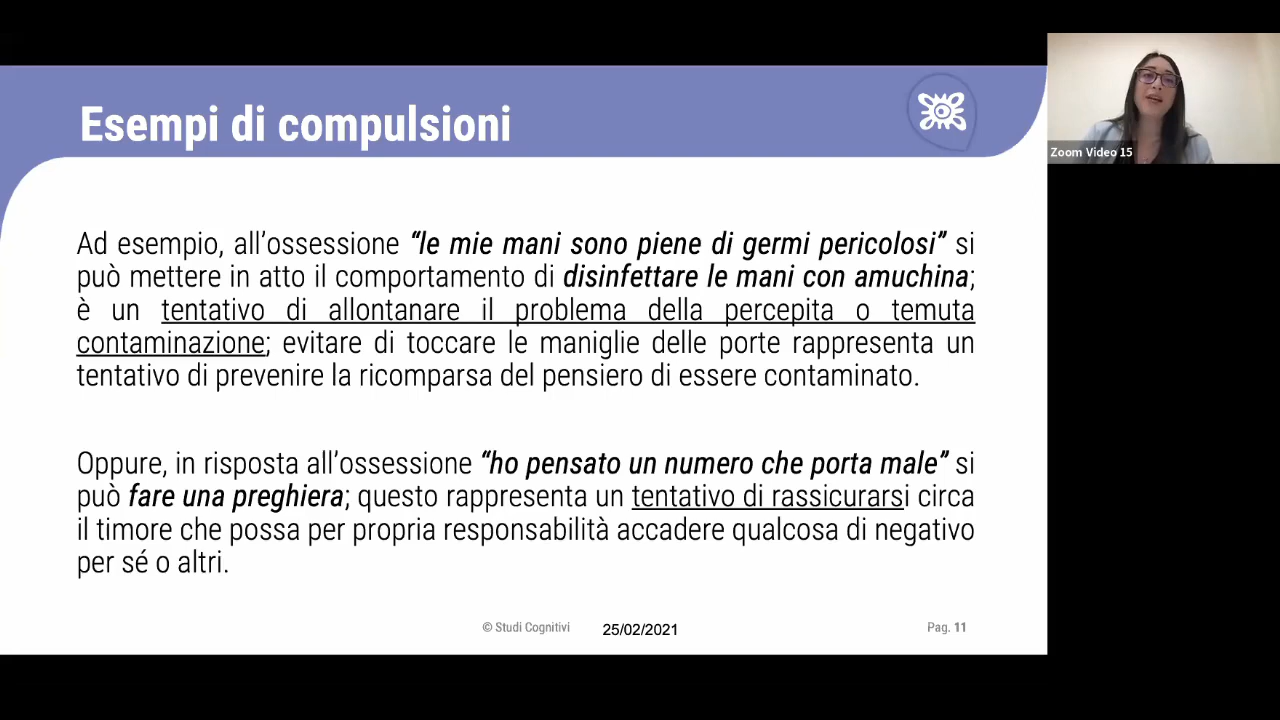 Esempi di compulsioni
Zoom Video 15
Ad esempio, all’ossessione “le mie mani sono piene di germi pericolosi” si
può mettere in atto il comportamento di disinfettare le mani con amuchina;
è un tentativo di allontanare il problema della percepita o temuta
contaminazione; evitare di toccare le maniglie delle porte rappresenta un
tentativo di prevenire la ricomparsa del pensiero di essere contaminato.
Oppure, in risposta all’ossessione “ho pensato un numero che porta male” si
può fare una preghiera; questo rappresenta un tentativo di rassicurarsi circa
il timore che possa per propria responsabilità accadere qualcosa di negativo
per sé o altri.
© Studi Cognitivi
25/02/2021
Pag. 11